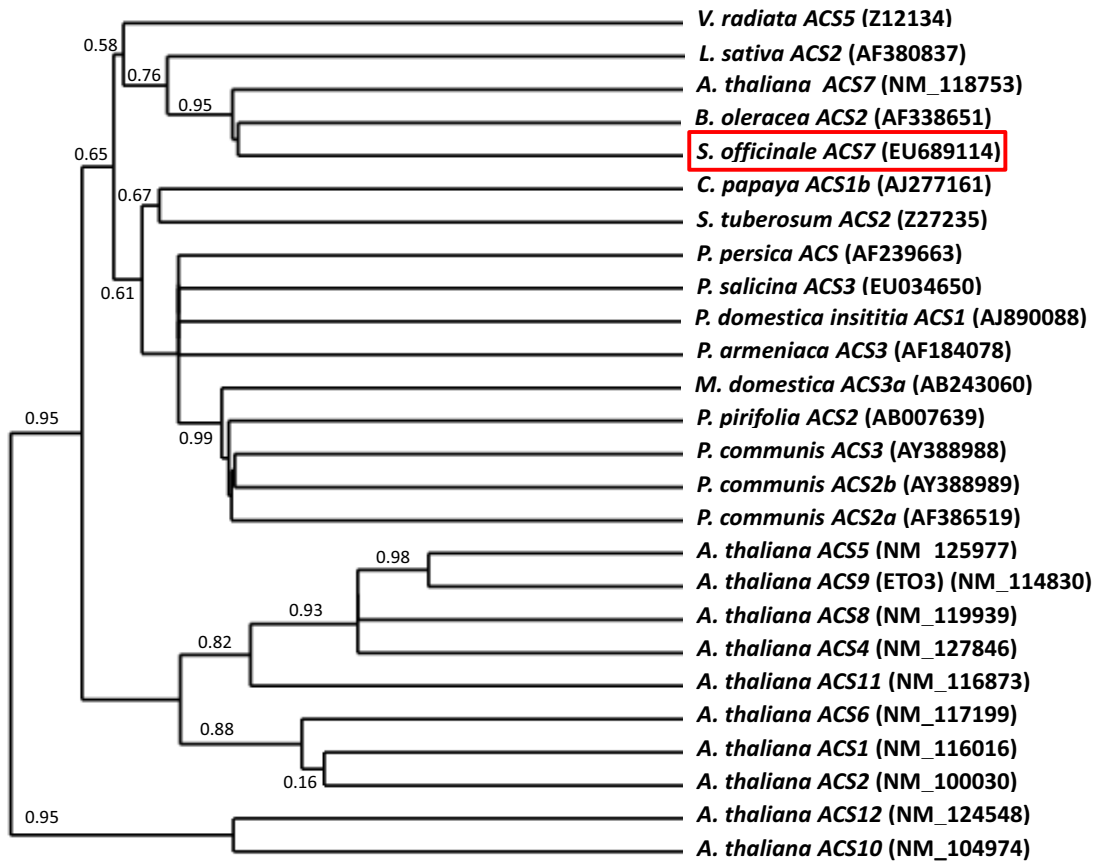 V. radiata ACS5 (Z12134)
0.58
L. sativa ACS2 (AF380837)
0.76
A. thaliana ACS7 (NM_118753)
0.95
B. oleracea ACS2 (AF338651)
0.65
S. officinale ACS7 (EU689114)
0.67
C. papaya ACS1b (AJ277161)
S. tuberosum ACS2 (Z27235)
P. persica ACS (AF239663)
0.61
P. salicina ACS3 (EU034650)
P. domestica insititia ACS1 (AJ890088)
P. armeniaca ACS3 (AF184078)
M. domestica ACS3a (AB243060)
0.95
P. pirifolia ACS2 (AB007639)
0.99
P. communis ACS3 (AY388988)
P. communis ACS2b (AY388989)
P. communis ACS2a (AF386519)
0.98
A. thaliana ACS5 (NM_125977)
A. thaliana ACS9 (ETO3) (NM_114830)
0.93
A. thaliana ACS8 (NM_119939)
0.82
A. thaliana ACS4 (NM_127846)
A. thaliana ACS11 (NM_116873)
0.88
A. thaliana ACS6 (NM_117199)
A. thaliana ACS1 (NM_116016)
0.16
A. thaliana ACS2 (NM_100030)
0.95
A. thaliana ACS12 (NM_124548)
A. thaliana ACS10 (NM_104974)